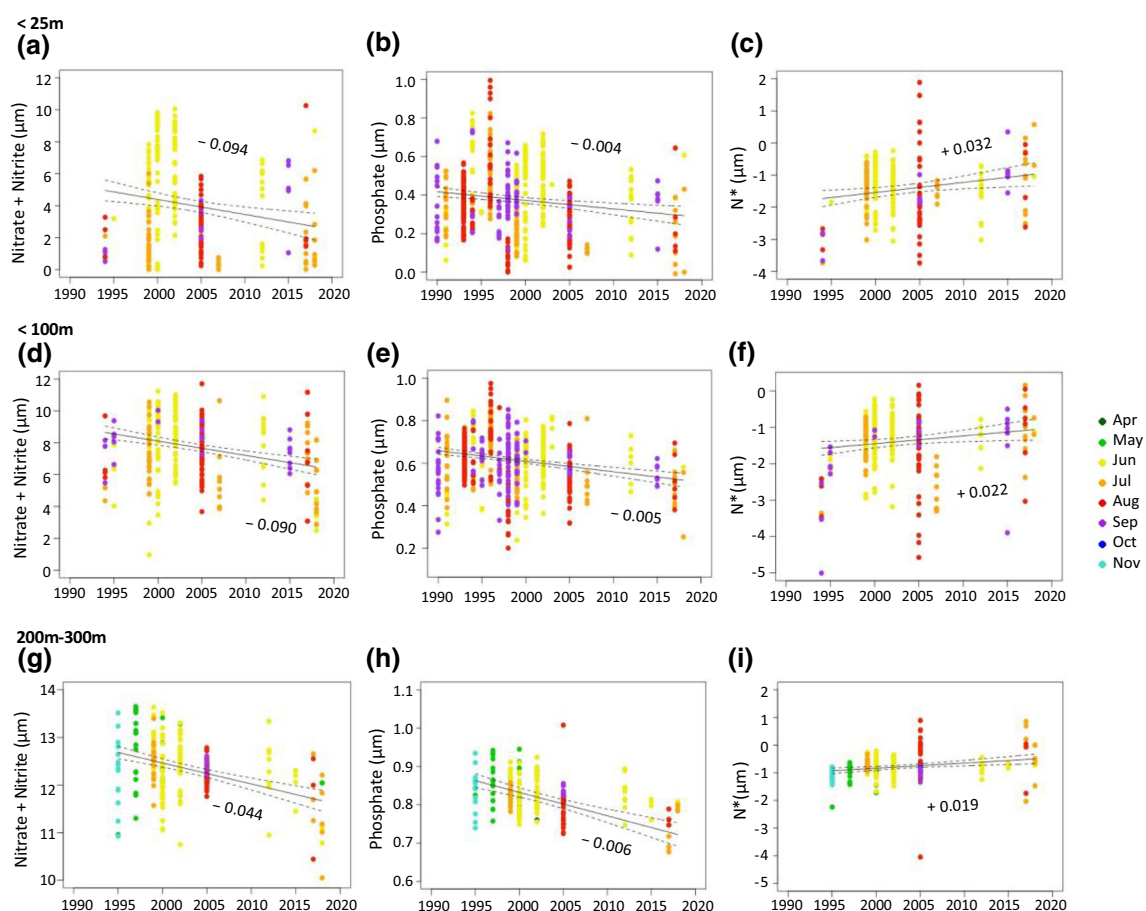 < 25m
(a) (b) (c)
Nitrate + Nitrite (μm)
12
10
8
6
4
2
0
− 0.094
1990 1995 2000 2005 2010 2015 2020
Phosphate (μm)
1.0
0.8
0.6
0.4
0.2
0.0
− 0.004
1990 1995 2000 2005 2010 2015 2020
N* (μm)
2
1
0
-1
-2
-3
-4
+ 0.032
1990 1995 2000 2005 2010 2015 2020
< 100m
(d) (e) (f)
Nitrate + Nitrite (μm)
12
10
8
6
4
2
0
− 0.090
1990 1995 2000 2005 2010 2015 2020
Phosphate (μm)
1.0
0.8
0.6
0.4
0.2
− 0.005
1990 1995 2000 2005 2010 2015 2020
N* (μm)
0
-1
-2
-3
-4
-5
+ 0.022
1990 1995 2000 2005 2010 2015 2020
Apr
May
Jun
Jul
Aug
Sep
Oct
Nov
200m-300m
(g) (h) (i)
Nitrate + Nitrite (μm)
14
13
12
11
10
− 0.044
1990 1995 2000 2005 2010 2015 2020
Phosphate (μm)
1.1
1.0
0.9
0.8
0.7
0.6
− 0.006
1990 1995 2000 2005 2010 2015 2020
N* (μm)
2
1
0
-1
-2
-3
-4
-5
+ 0.019
1990 1995 2000 2005 2010 2015 2020